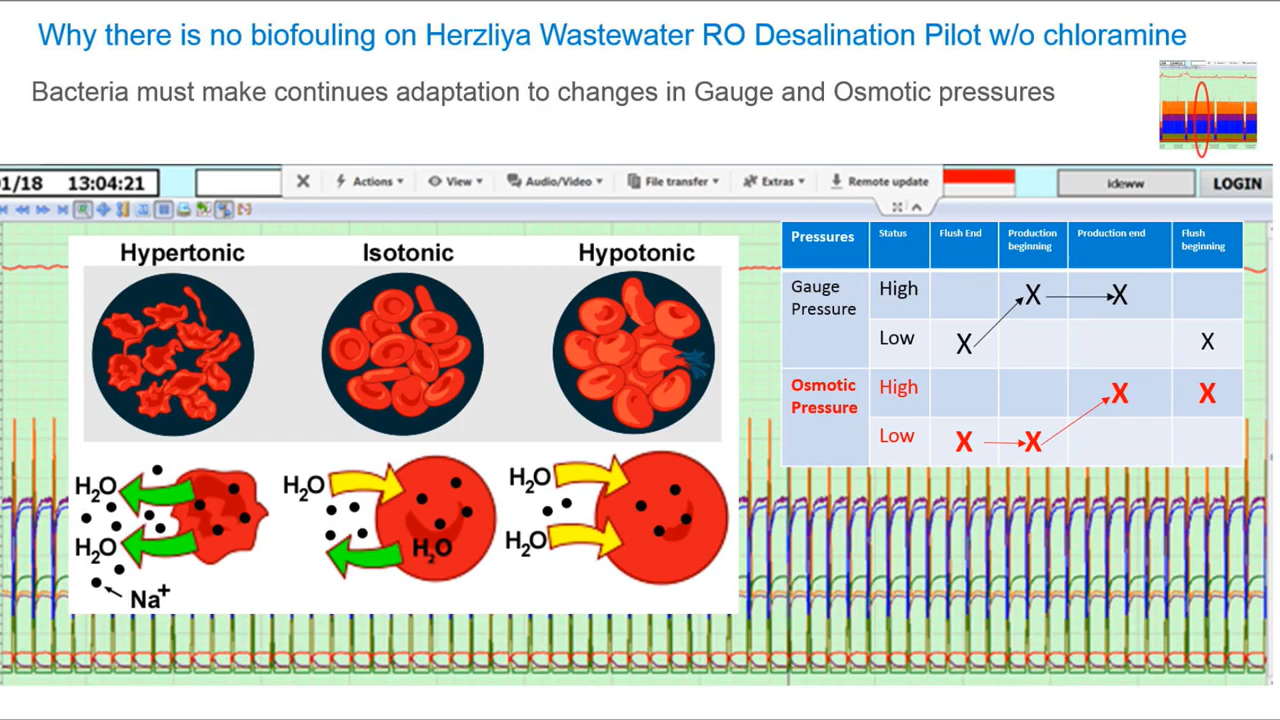 Why there is no biofouling on Herzliya Wastewater RO Desalination Pilot w/o chloramine
Bacteria must make continues adaptation to changes in Gauge and Osmotic pressures
01/18 13:04:21
Actions
View
Audio/Video
File transfer
Extras
Remote update
ideww
LOGIN
Hypertonic
Isotonic
Hypotonic
H2O
H2O
Na+
H2O
H2O
H2O
H2O
Pressures Status Flush End Production beginning Production end Flush beginning
Gauge Pressure High X X
Low X X
Osmotic Pressure High X X
Low X X